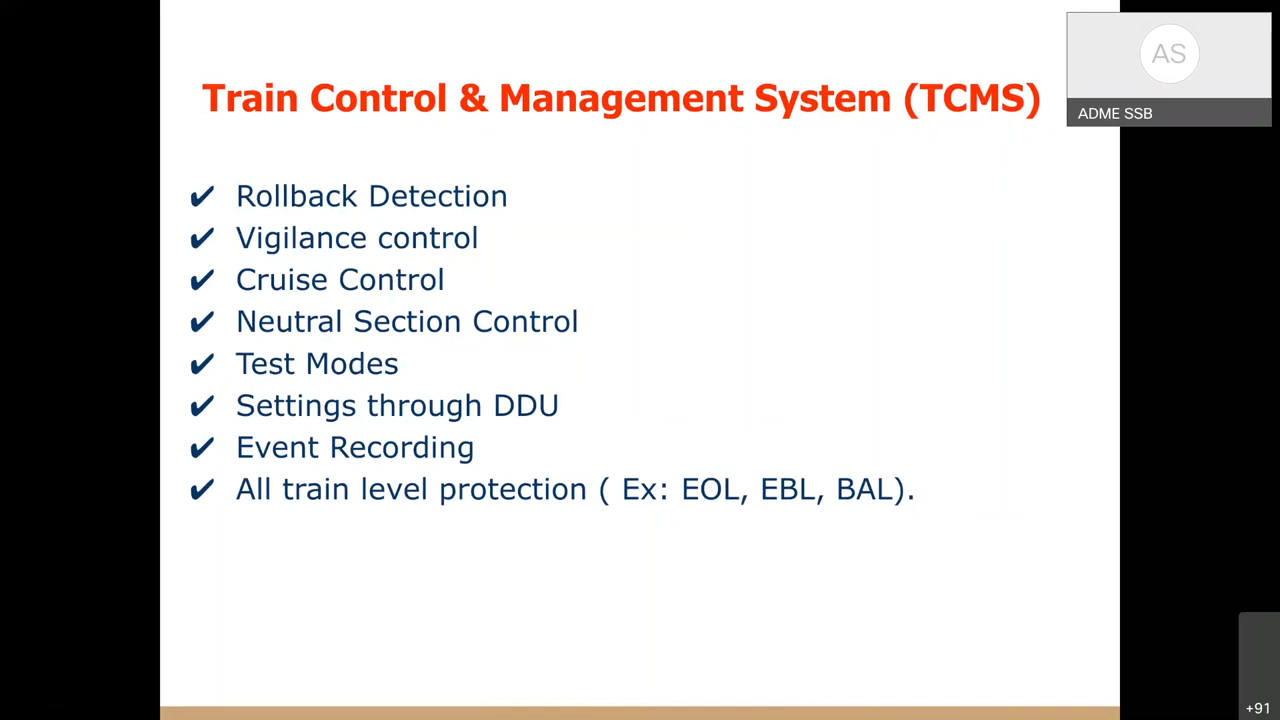 Train Control & Management System (TCMS)
AS
ADME SSB
✔ Rollback Detection
✔ Vigilance control
✔ Cruise Control
✔ Neutral Section Control
✔ Test Modes
✔ Settings through DDU
✔ Event Recording
✔ All train level protection ( Ex: EOL, EBL, BAL).
+91